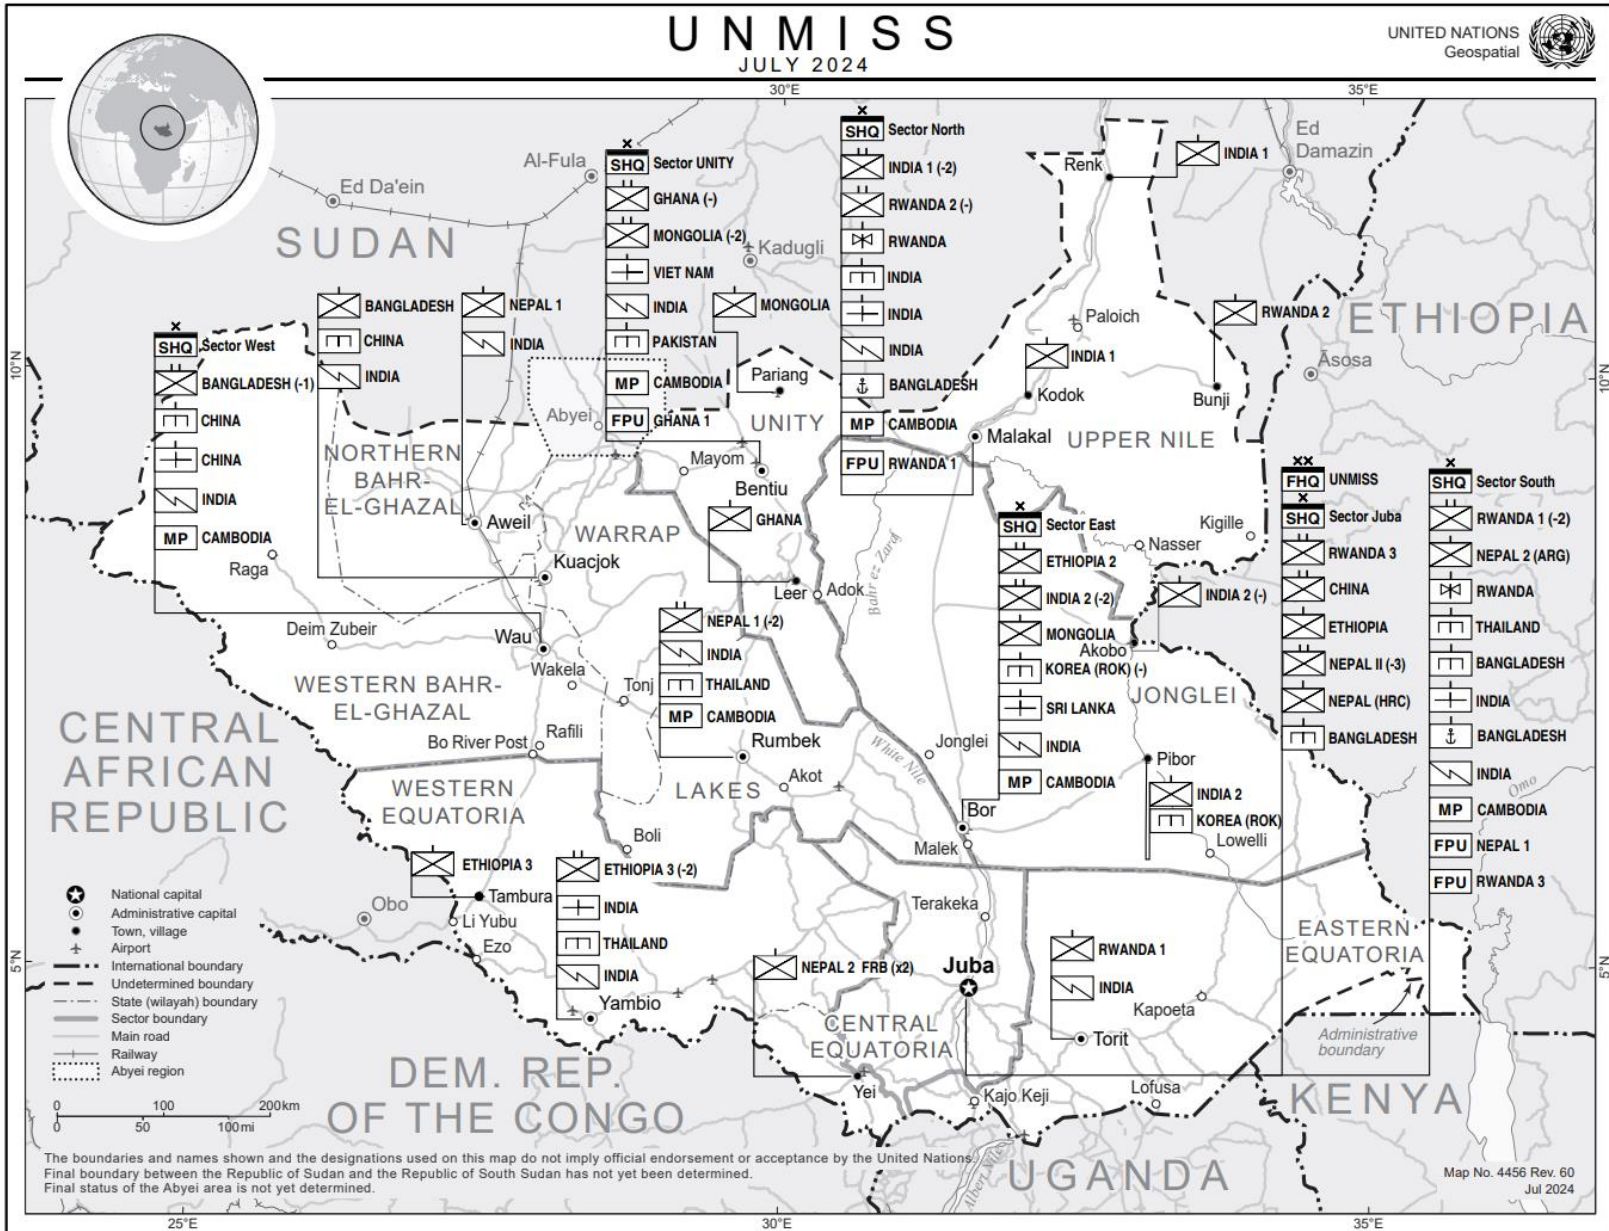 UNMISS
JULY 2024
UNITED NATIONS
Geospatial
30°E
35°E
SHQ Sector UNITY
GHANA (-)
MONGOLIA (-2)
VIET NAM
INDIA
PAKISTAN
MP CAMBODIA
FPU GHANA 1
SHQ Sector North
INDIA 1 (-2)
RWANDA 2 (-)
RWANDA
INDIA
INDIA
INDIA
BANGLADESH
MP CAMBODIA
FPU RWANDA 1
INDIA 1
Renk
Ed
Damazin
Al-Fula
Ed Da'ein
SUDAN
Kadugli
MONGOLIA
BANGLADESH
CHINA
INDIA
NEPAL 1
INDIA
SHQ Sector West
BANGLADESH (-1)
CHINA
CHINA
INDIA
MP CAMBODIA
RWANDA 2
ETHIOPIA
Paloich
INDIA 1
Āsosa
10°N
10°N
Pariang
Kodok
Bunji
Abyei
UNITY
Malakal
UPPER NILE
NORTHERN
BAHR-
EL-GHAZAL
Mayom
Bentiu
GHANA
Aweil
WARRAP
Kuacjok
Raga
Leer
Adok
Bahr ez Zaraf
Kigille
Nasser
SHQ Sector East
ETHIOPIA 2
INDIA 2 (-2)
MONGOLIA
KOREA (ROK) (-)
SRI LANKA
INDIA
MP CAMBODIA
INDIA 2 (-)
Akobo
JONGLEI
FHQ UNMISS
SHQ Sector Juba
RWANDA 3
CHINA
ETHIOPIA
NEPAL II (-3)
NEPAL (HRC)
BANGLADESH
SHQ Sector South
RWANDA 1 (-2)
NEPAL 2 (ARG)
RWANDA
THAILAND
BANGLADESH
INDIA
BANGLADESH
INDIA
MP CAMBODIA
FPU NEPAL 1
FPU RWANDA 3
Deim Zubeir
Wau
Wakela
Tonj
NEPAL 1 (-2)
INDIA
THAILAND
MP CAMBODIA
WESTERN BAHR-
EL-GHAZAL
Rafili
Bo River Post
Rumbek
White Nile
Jonglei
Pibor
CENTRAL
AFRICAN
REPUBLIC
WESTERN
EQUATORIA
LAKES
Akot
INDIA 2
KOREA (ROK)
Lowelli
Omo
Bor
Malek
Boli
ETHIOPIA 3
ETHIOPIA 3 (-2)
INDIA
THAILAND
INDIA
Tambura
Obo
Li Yubu
Ezo
Yambio
Terakeka
EASTERN
EQUATORIA
NEPAL 2 FRB (x2)
Juba
RWANDA 1
INDIA
Kapoeta
Torit
CENTRAL
EQUATORIA
Administrative
boundary
Yei
Kajo Keji
Lofusa
KENYA
DEM. REP.
OF THE CONGO
UGANDA
Albert Nile
5°N
5°N
National capital
Administrative capital
Town, village
Airport
International boundary
Undetermined boundary
State (wilayah) boundary
Sector boundary
Main road
Railway
Abyei region
0 100 200km
0 50 100mi
The boundaries and names shown and the designations used on this map do not imply official endorsement or acceptance by the United Nations.
Final boundary between the Republic of Sudan and the Republic of South Sudan has not yet been determined.
Final status of the Abyei area is not yet determined.
Map No. 4456 Rev. 60
Jul 2024
25°E
30°E
35°E